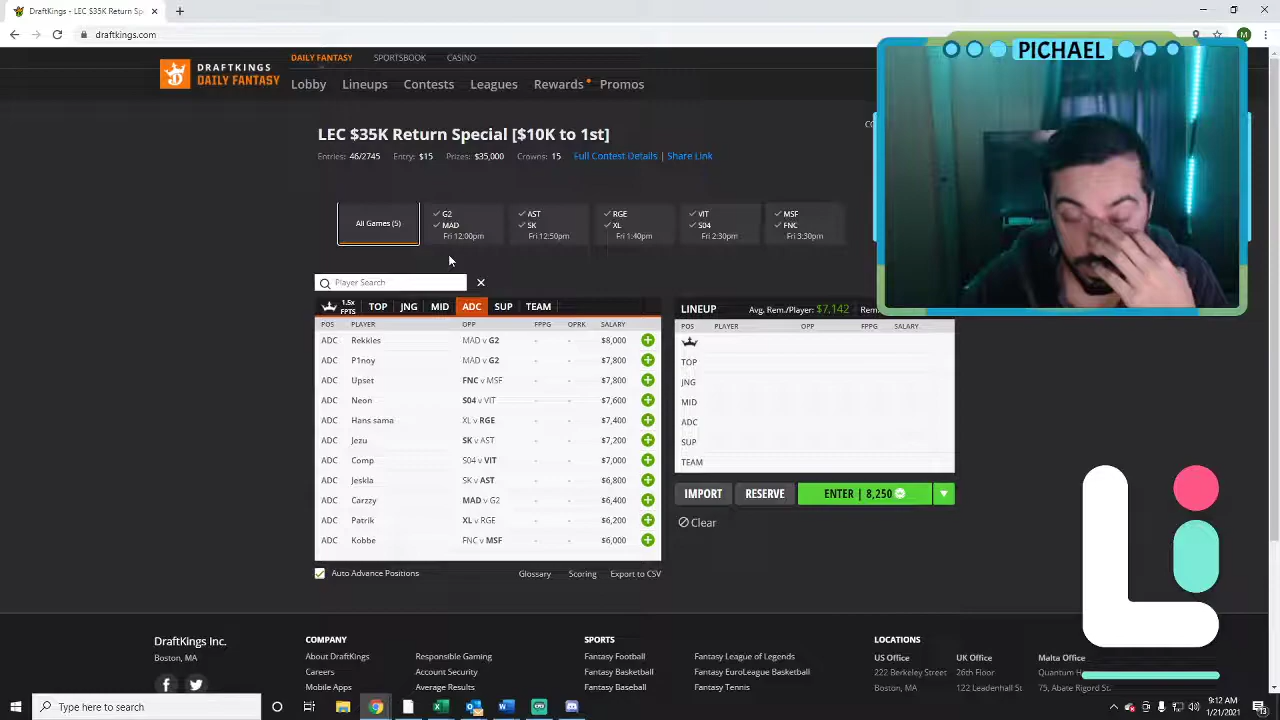 DraftKings - LEC $35K Return Sp
draftkings.com
PICHAEL
DRAFTKINGS
DAILY FANTASY
DAILY FANTASY SPORTSBOOK CASINO
Lobby Lineups Contests Leagues Rewards Promos
LEC $35K Return Special [$10K to 1st]
Entries: 46/2745 Entry: $15 Prizes: $35,000 Crowns: 15 Full Contest Details | Share Link
All Games (5)
G2
MAD
Fri 12:00pm
AST
SK
Fri 12:50pm
RGE
XL
Fri 1:40pm
VIT
S04
Fri 2:30pm
MSF
FNC
Fri 3:30pm
Player Search
1.5x FPTS TOP JNG MID ADC SUP TEAM
POS PLAYER OPP FPPG OPRK SALARY
ADC Rekkles MAD v G2 - - $8,000
ADC P1noy MAD v G2 - - $7,800
ADC Upset FNC v MSF - - $7,800
ADC Neon S04 v VIT - - $7,600
ADC Hans sama XL v RGE - - $7,400
ADC Jezu SK v AST - - $7,200
ADC Comp S04 v VIT - - $7,000
ADC Jeskla SK v AST - - $6,800
ADC Carzzy MAD v G2 - - $6,400
ADC Patrik XL v RGE - - $6,200
ADC Kobbe FNC v MSF - - $6,000
Auto Advance Positions Glossary Scoring Export to CSV
LINEUP Avg. Rem./Player: $7,142 Rem.
POS PLAYER OPP FPPG SALARY
TOP
JNG
MID
ADC
SUP
TEAM
IMPORT RESERVE ENTER | 8,250
Clear
DraftKings Inc.
Boston, MA
COMPANY
About DraftKings Responsible Gaming
Careers Account Security
Mobile Apps Average Results
SPORTS
Fantasy Football Fantasy League of Legends
Fantasy Basketball Fantasy EuroLeague Basketball
Fantasy Baseball Fantasy Tennis
LOCATIONS
US Office UK Office Malta Office
222 Berkeley Street 26th Floor Quantum
Boston, MA 122 Leadenhall St 75, Abate Rigord St.
Type here to search
9:12 AM
1/21/2021